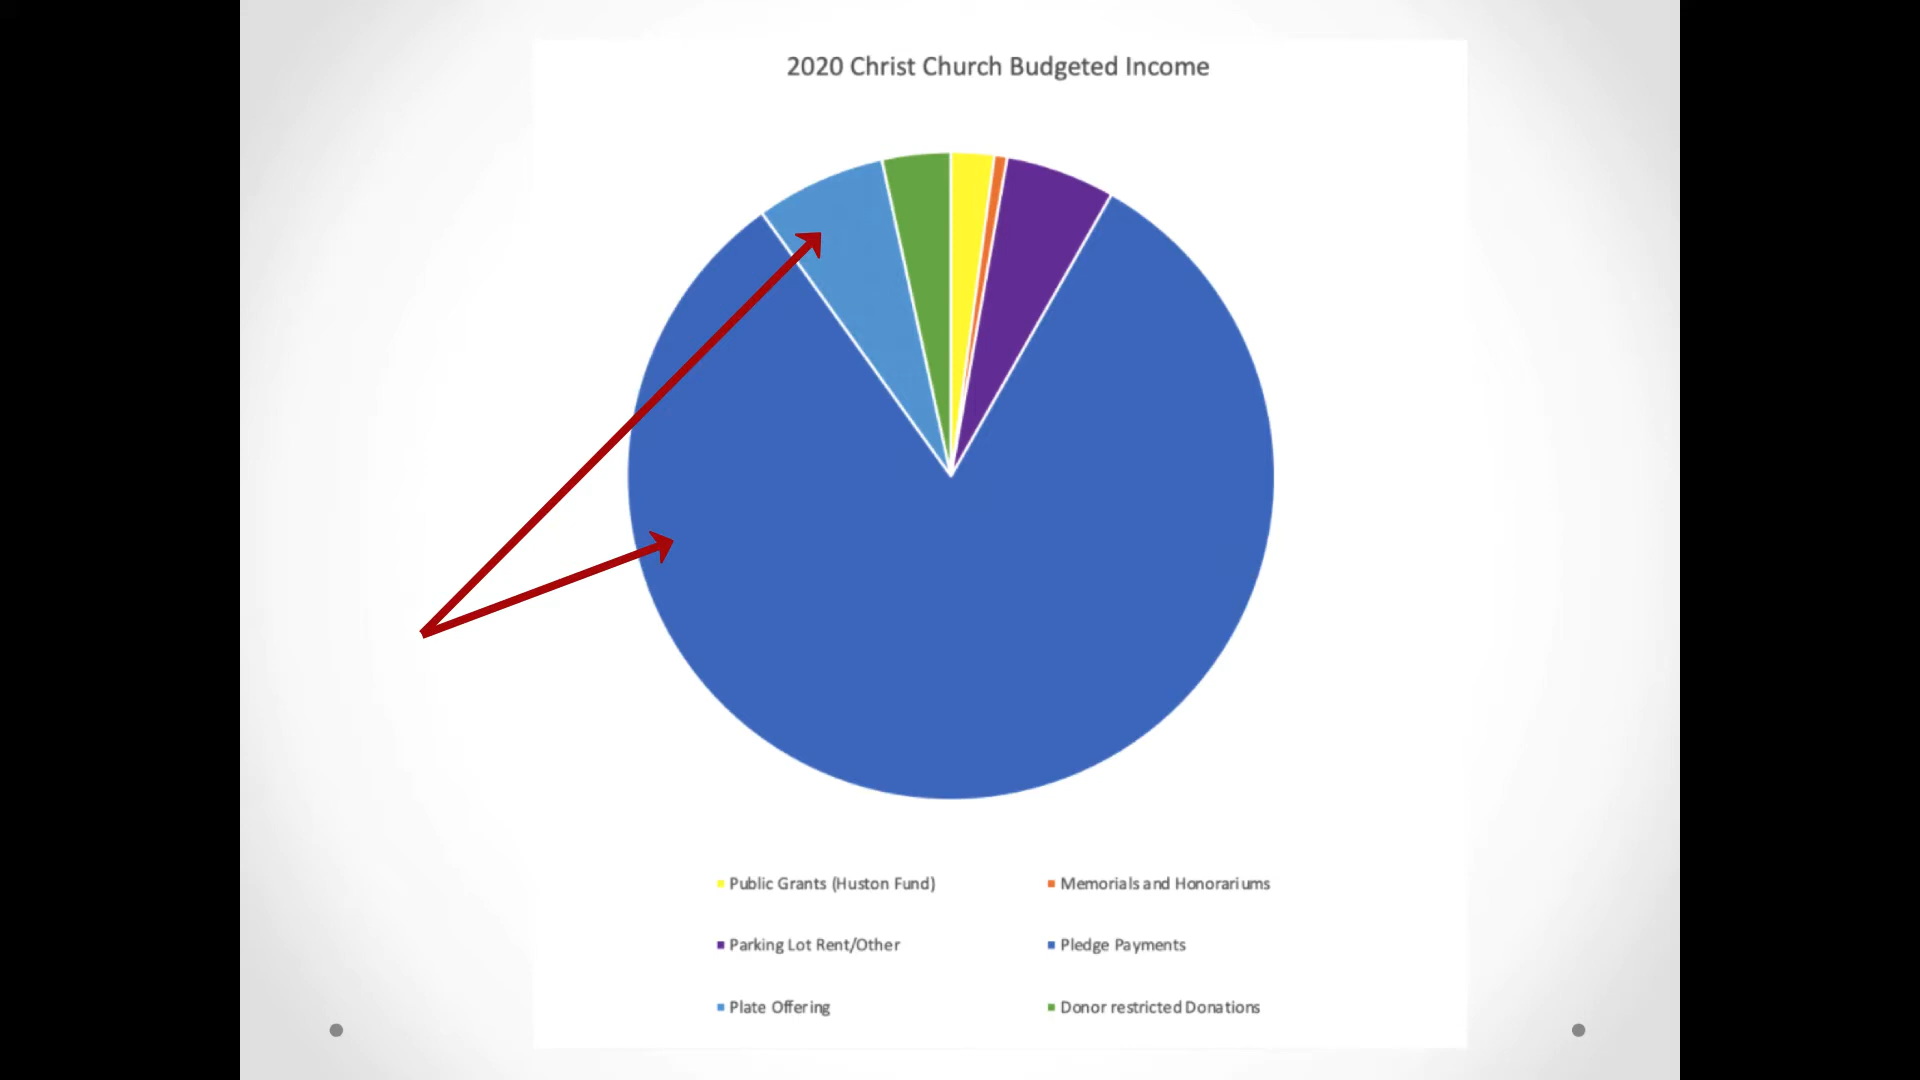 2020 Christ Church Budgeted Income
Public Grants (Huston Fund)
Memorials and Honorariums
Parking Lot Rent/Other
Pledge Payments
Plate Offering
Donor restricted Donations